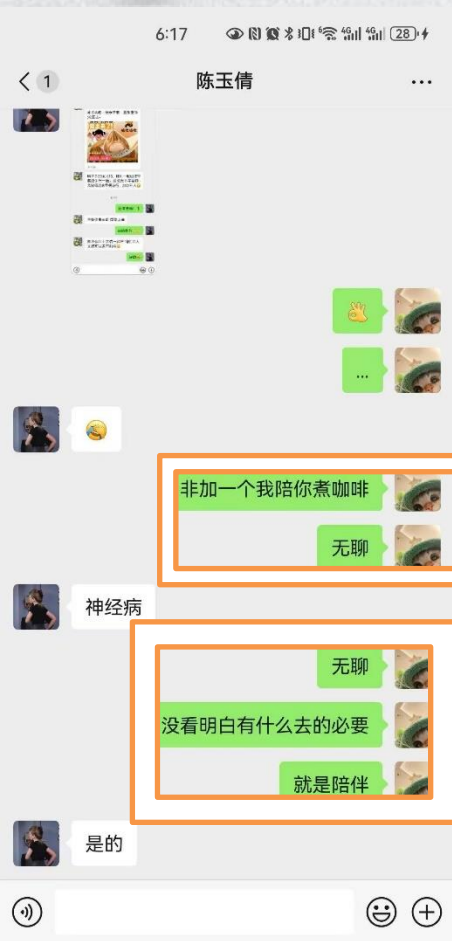 6:17
28
1
陈玉倩
...
...
非加一个我陪你煮咖啡
无聊
神经病
无聊
没看明白有什么去的必要
就是陪伴
是的